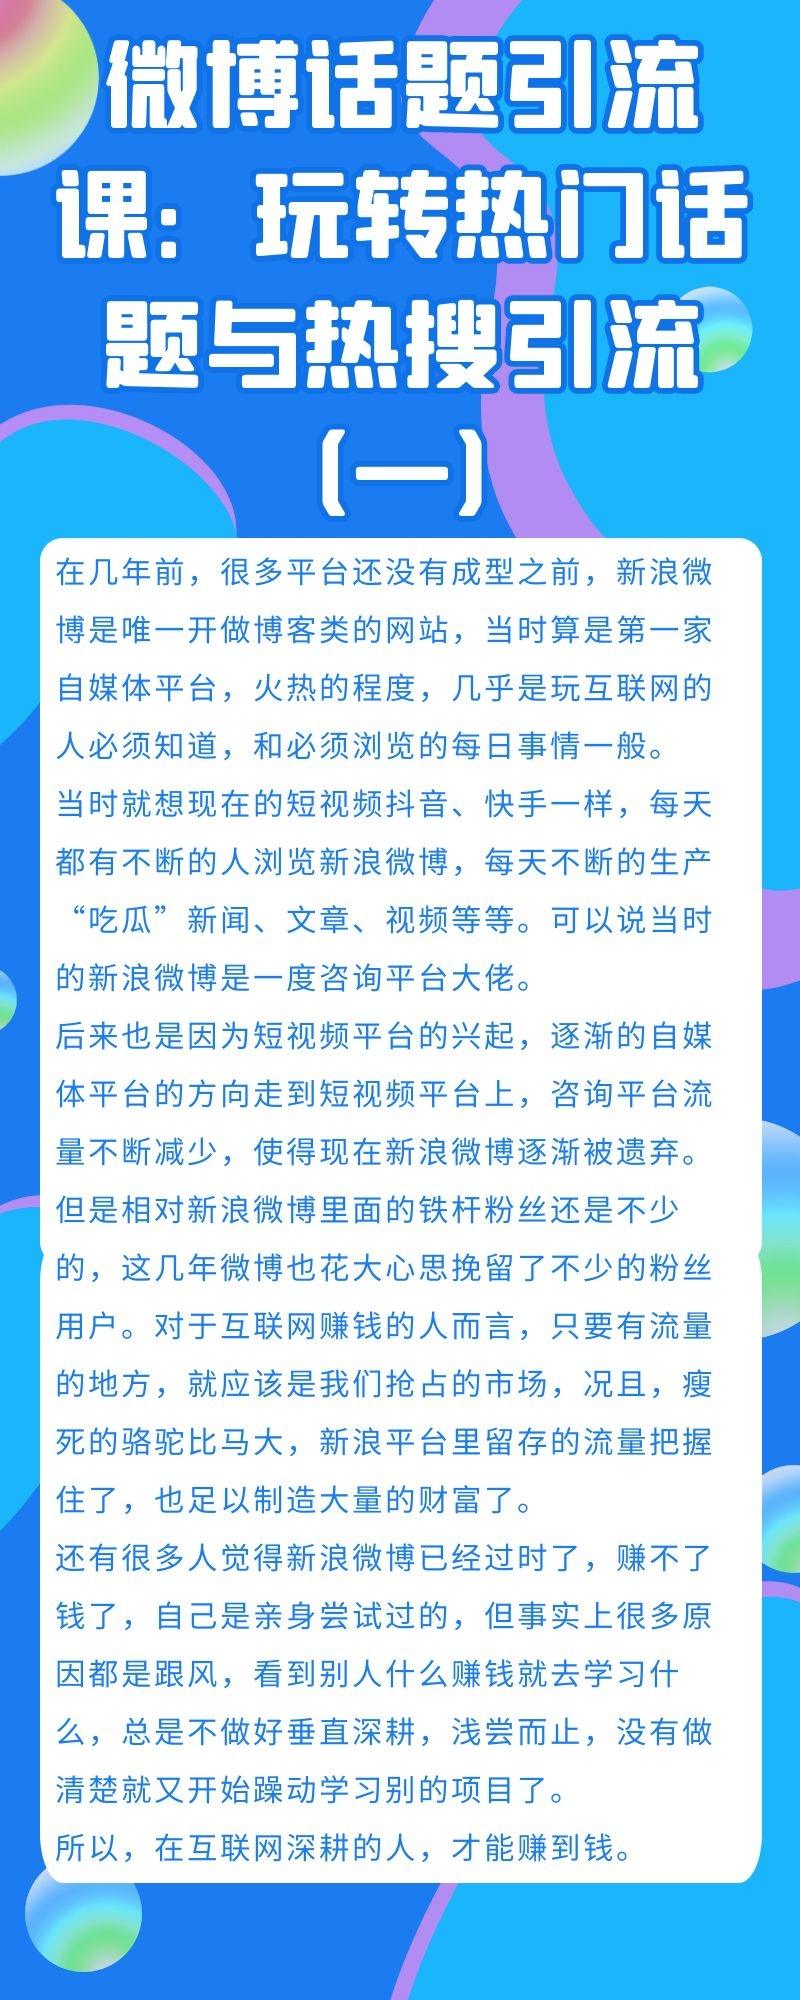 微博话题引流
课：玩转热门话
题与热搜引流
（一）
在几年前，很多平台还没有成型之前，新浪微
博是唯一开做博客类的网站，当时算是第一家
自媒体平台，火热的程度，几乎是玩互联网的
人必须知道，和必须浏览的每日事情一般。
当时就想现在的短视频抖音、快手一样，每天
都有不断的人浏览新浪微博，每天不断的生产
“吃瓜”新闻、文章、视频等等。可以说当时
的新浪微博是一度咨询平台大佬。
后来也是因为短视频平台的兴起，逐渐的自媒
体平台的方向走到短视频平台上，咨询平台流
量不断减少，使得现在新浪微博逐渐被遗弃。
但是相对新浪微博里面的铁杆粉丝还是不少
的，这几年微博也花大心思挽留了不少的粉丝
用户。对于互联网赚钱的人而言，只要有流量
的地方，就应该是我们抢占的市场，况且，瘦
死的骆驼比马大，新浪平台里留存的流量把握
住了，也足以制造大量的财富了。
还有很多人觉得新浪微博已经过时了，赚不了
钱了，自己是亲身尝试过的，但事实上很多原
因都是跟风，看到别人什么赚钱就去学习什
么，总是不做好垂直深耕，浅尝而止，没有做
清楚就又开始躁动学习别的项目了。
所以，在互联网深耕的人，才能赚到钱。